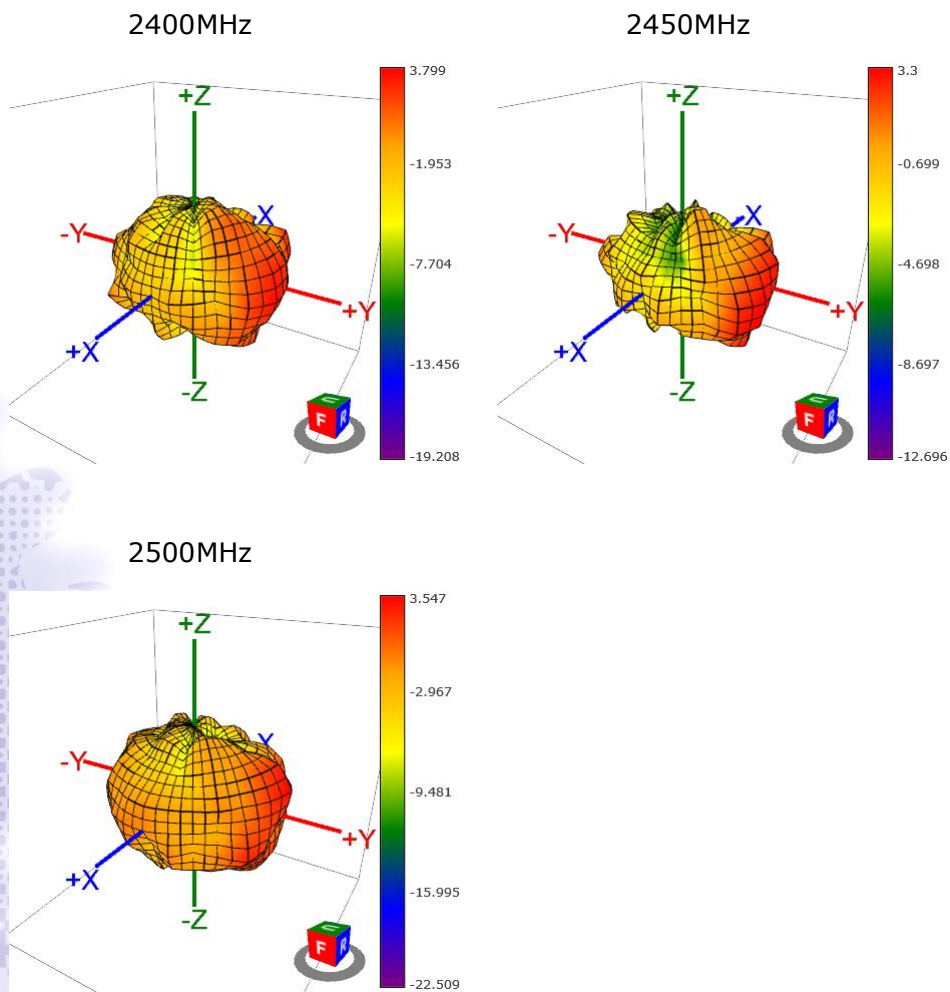 2400MHz
3.799
-1.953
-7.704
-13.456
-19.208
+Z
-Y
X
+Y
+X
-Z
F
R
2450MHz
3.3
-0.699
-4.698
-8.697
-12.696
+Z
-Y
-X
+Y
+X
-Z
F
R
2500MHz
3.547
-2.967
-9.481
-15.995
-22.509
+Z
-Y
+Y
+X
-Z
F
R